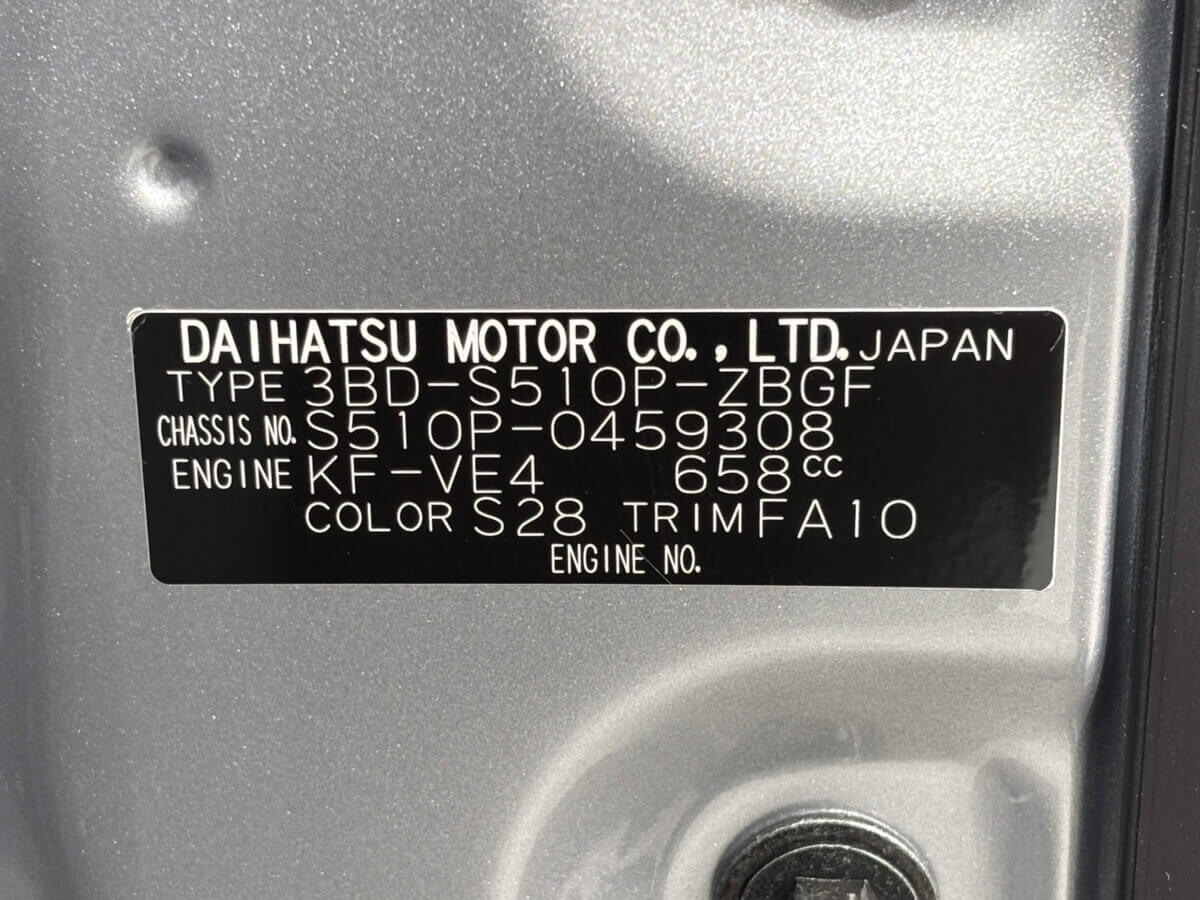 DAIHATSU MOTOR CO., LTD. JAPAN
TYPE 3BD-S510P-ZBGF
CHASSIS NO. S510P-0459308
ENGINE KF-VE4 658cc
COLOR S28 TRIM FA10
ENGINE NO.